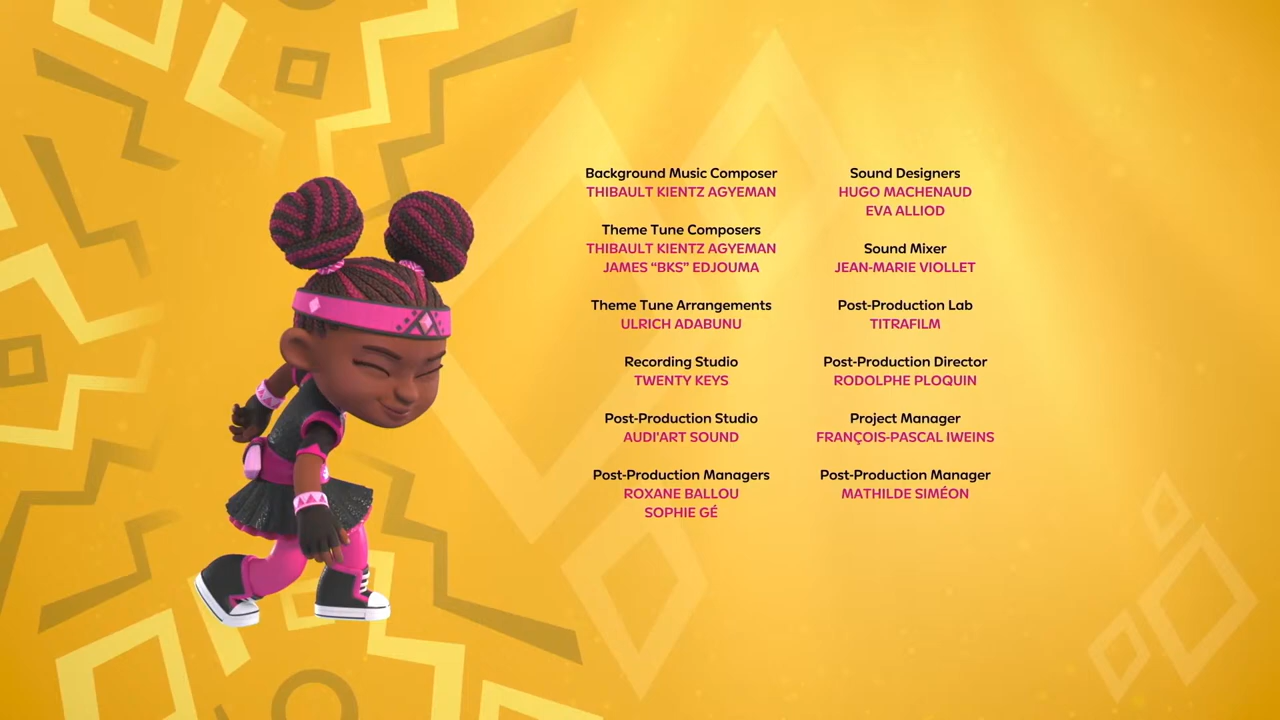 Background Music Composer
THIBAULT KIENTZ AGYEMAN
Theme Tune Composers
THIBAULT KIENTZ AGYEMAN
JAMES “BKS” EDJOUMA
Theme Tune Arrangements
ULRICH ADABUNU
Recording Studio
TWENTY KEYS
Post-Production Studio
AUDI'ART SOUND
Post-Production Managers
ROXANE BALLOU
SOPHIE GÉ
Sound Designers
HUGO MACHENAUD
EVA ALLIOD
Sound Mixer
JEAN-MARIE VIOLLET
Post-Production Lab
TITRAFILM
Post-Production Director
RODOLPHE PLOQUIN
Project Manager
FRANÇOIS-PASCAL IWEINS
Post-Production Manager
MATHILDE SIMÉON